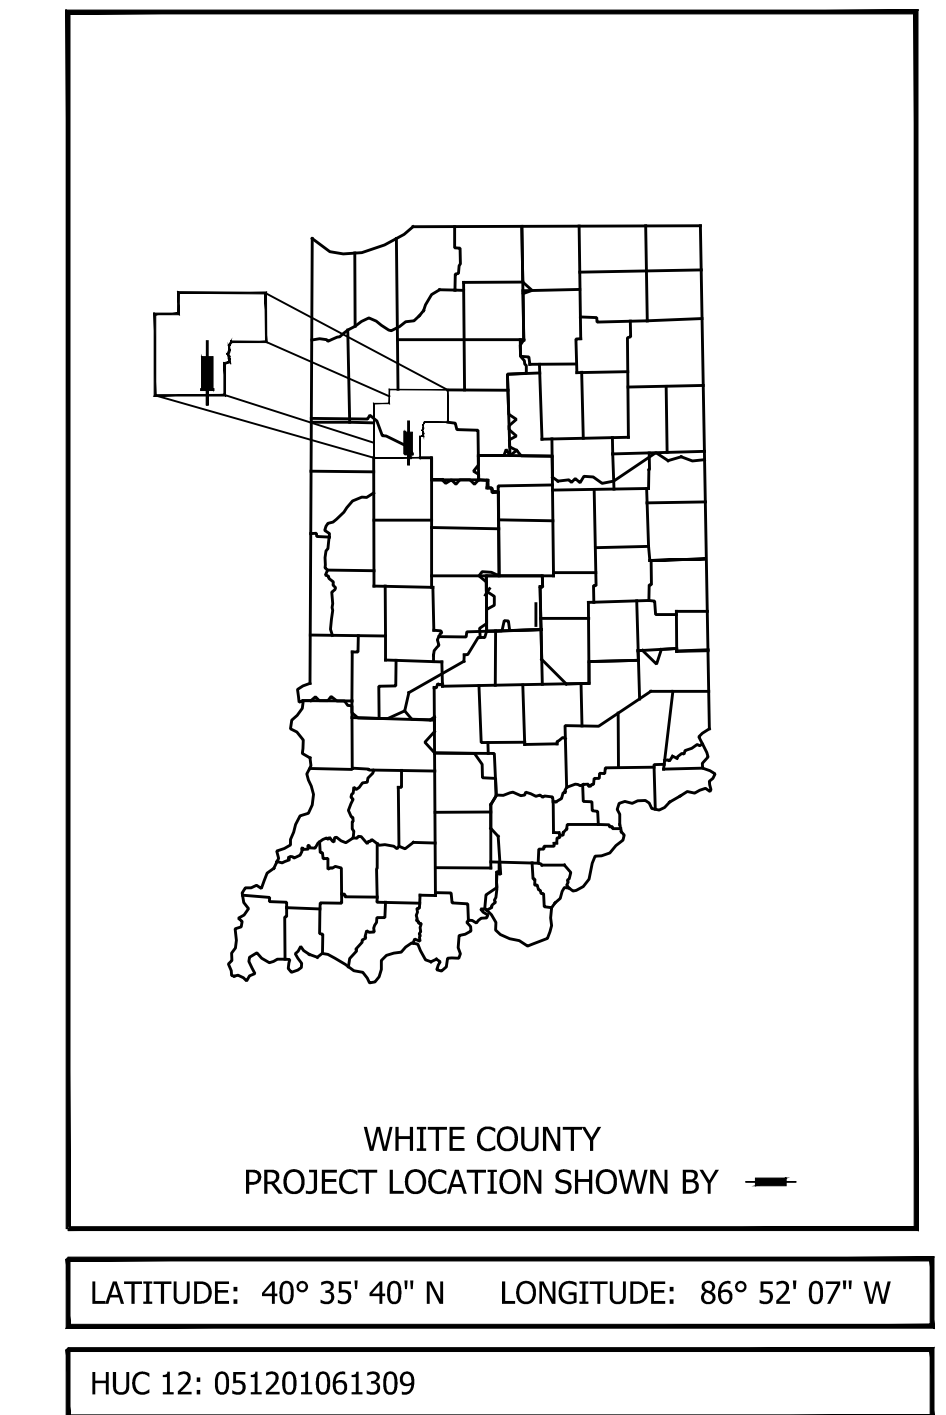 WHITE COUNTY
PROJECT LOCATION SHOWN BY
LATITUDE: 40° 35' 40" N LONGITUDE: 86° 52' 07" W
HUC 12: 051201061309